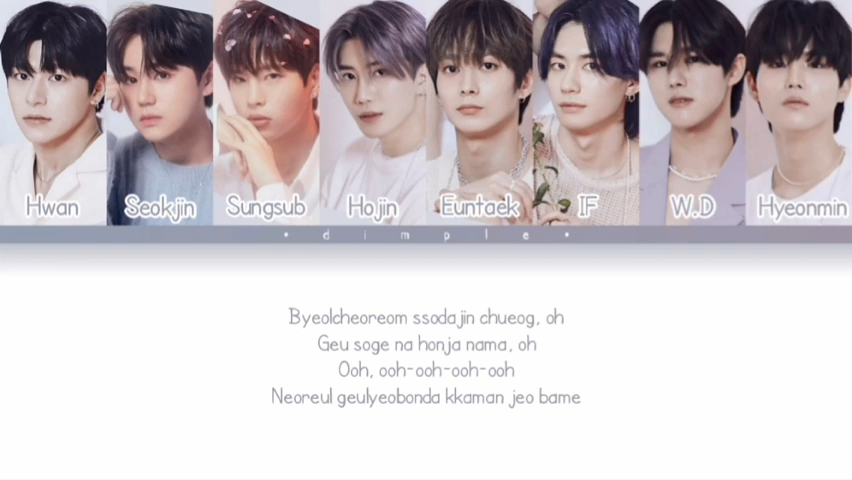 Hwan
Seokjin
Sungsub
Hojin
Euntaek
IF
W.D
Hyeonmin
• dimple •
Byeolcheoreom ssodajin chueog, oh
Geu soge na honja nama, oh
Ooh, ooh-ooh-ooh-ooh
Neoreul geulyeobonda kkaman jeo bame